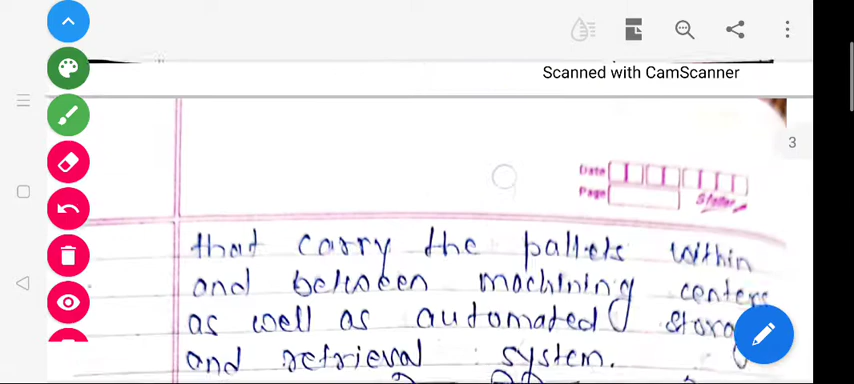 Scanned with CamScanner
3
Date
Page
that carry the pallets within
and between machining centers
as well as automated storag
and retrieval system.